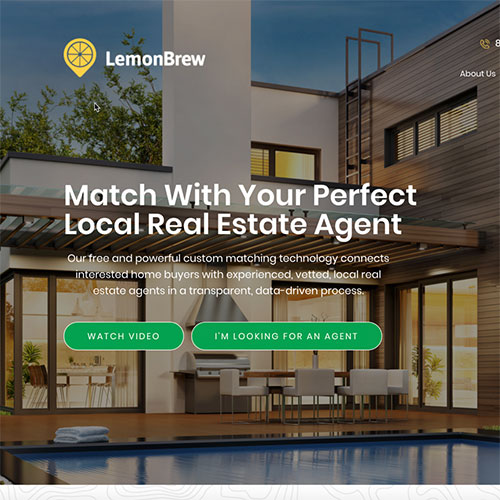 LemonBrew
8
About Us
Match With Your Perfect
Local Real Estate Agent
Our free and powerful custom matching technology connects
interested home buyers with experienced, vetted, local real
estate agents in a transparent, data-driven process.
WATCH VIDEO
I'M LOOKING FOR AN AGENT